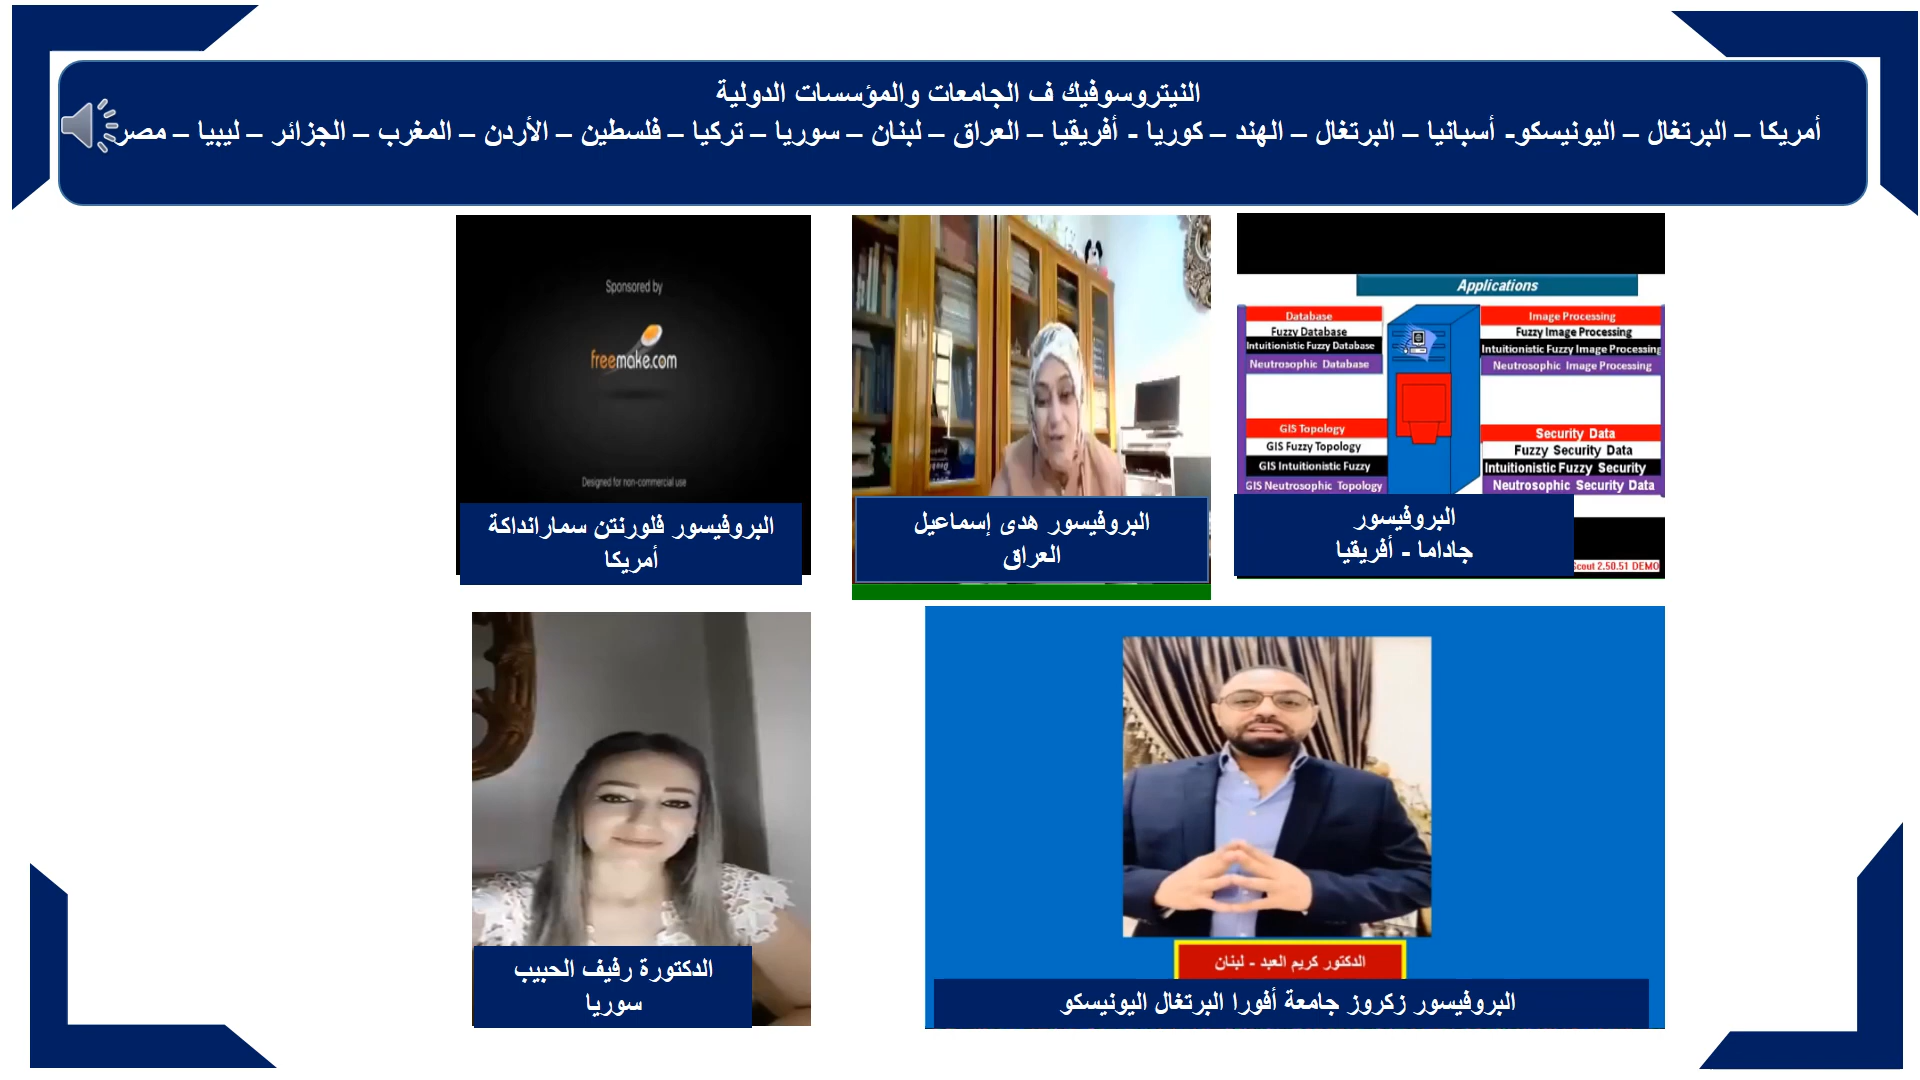 النيتروسوفيك ف الجامعات والمؤسسات الدولية
أمريكا – البرتغال – اليونيسكو- أسبانيا – البرتغال – الهند – كوريا - أفريقيا – العراق – لبنان – سوريا – تركيا – فلسطين – الأردن – المغرب – الجزائر – ليبيا – مصر
Sponsored by
freemake.com
Designed for non-commercial use
البروفيسور فلورنتن سمارانداكة
أمريكا
البروفيسور هدى إسماعيل
العراق
Applications
Database
Fuzzy Database
Intuitionistic Fuzzy Database
Neutrosophic Database
Image Processing
Fuzzy Image Processing
Intuitionistic Fuzzy Image Processing
Neutrosophic Image Processing
GIS Topology
GIS Fuzzy Topology
GIS Intuitionistic Fuzzy
GIS Neutrosophic Topology
Security Data
Fuzzy Security Data
Intuitionistic Fuzzy Security
Neutrosophic Security Data
البروفيسور
جاداما - أفريقيا
Scout 2.50.51 DEMO
الدكتورة رفيف الحبيب
سوريا
الدكتور كريم العبد - لبنان
البروفيسور زكروز جامعة أفورا البرتغال اليونيسكو